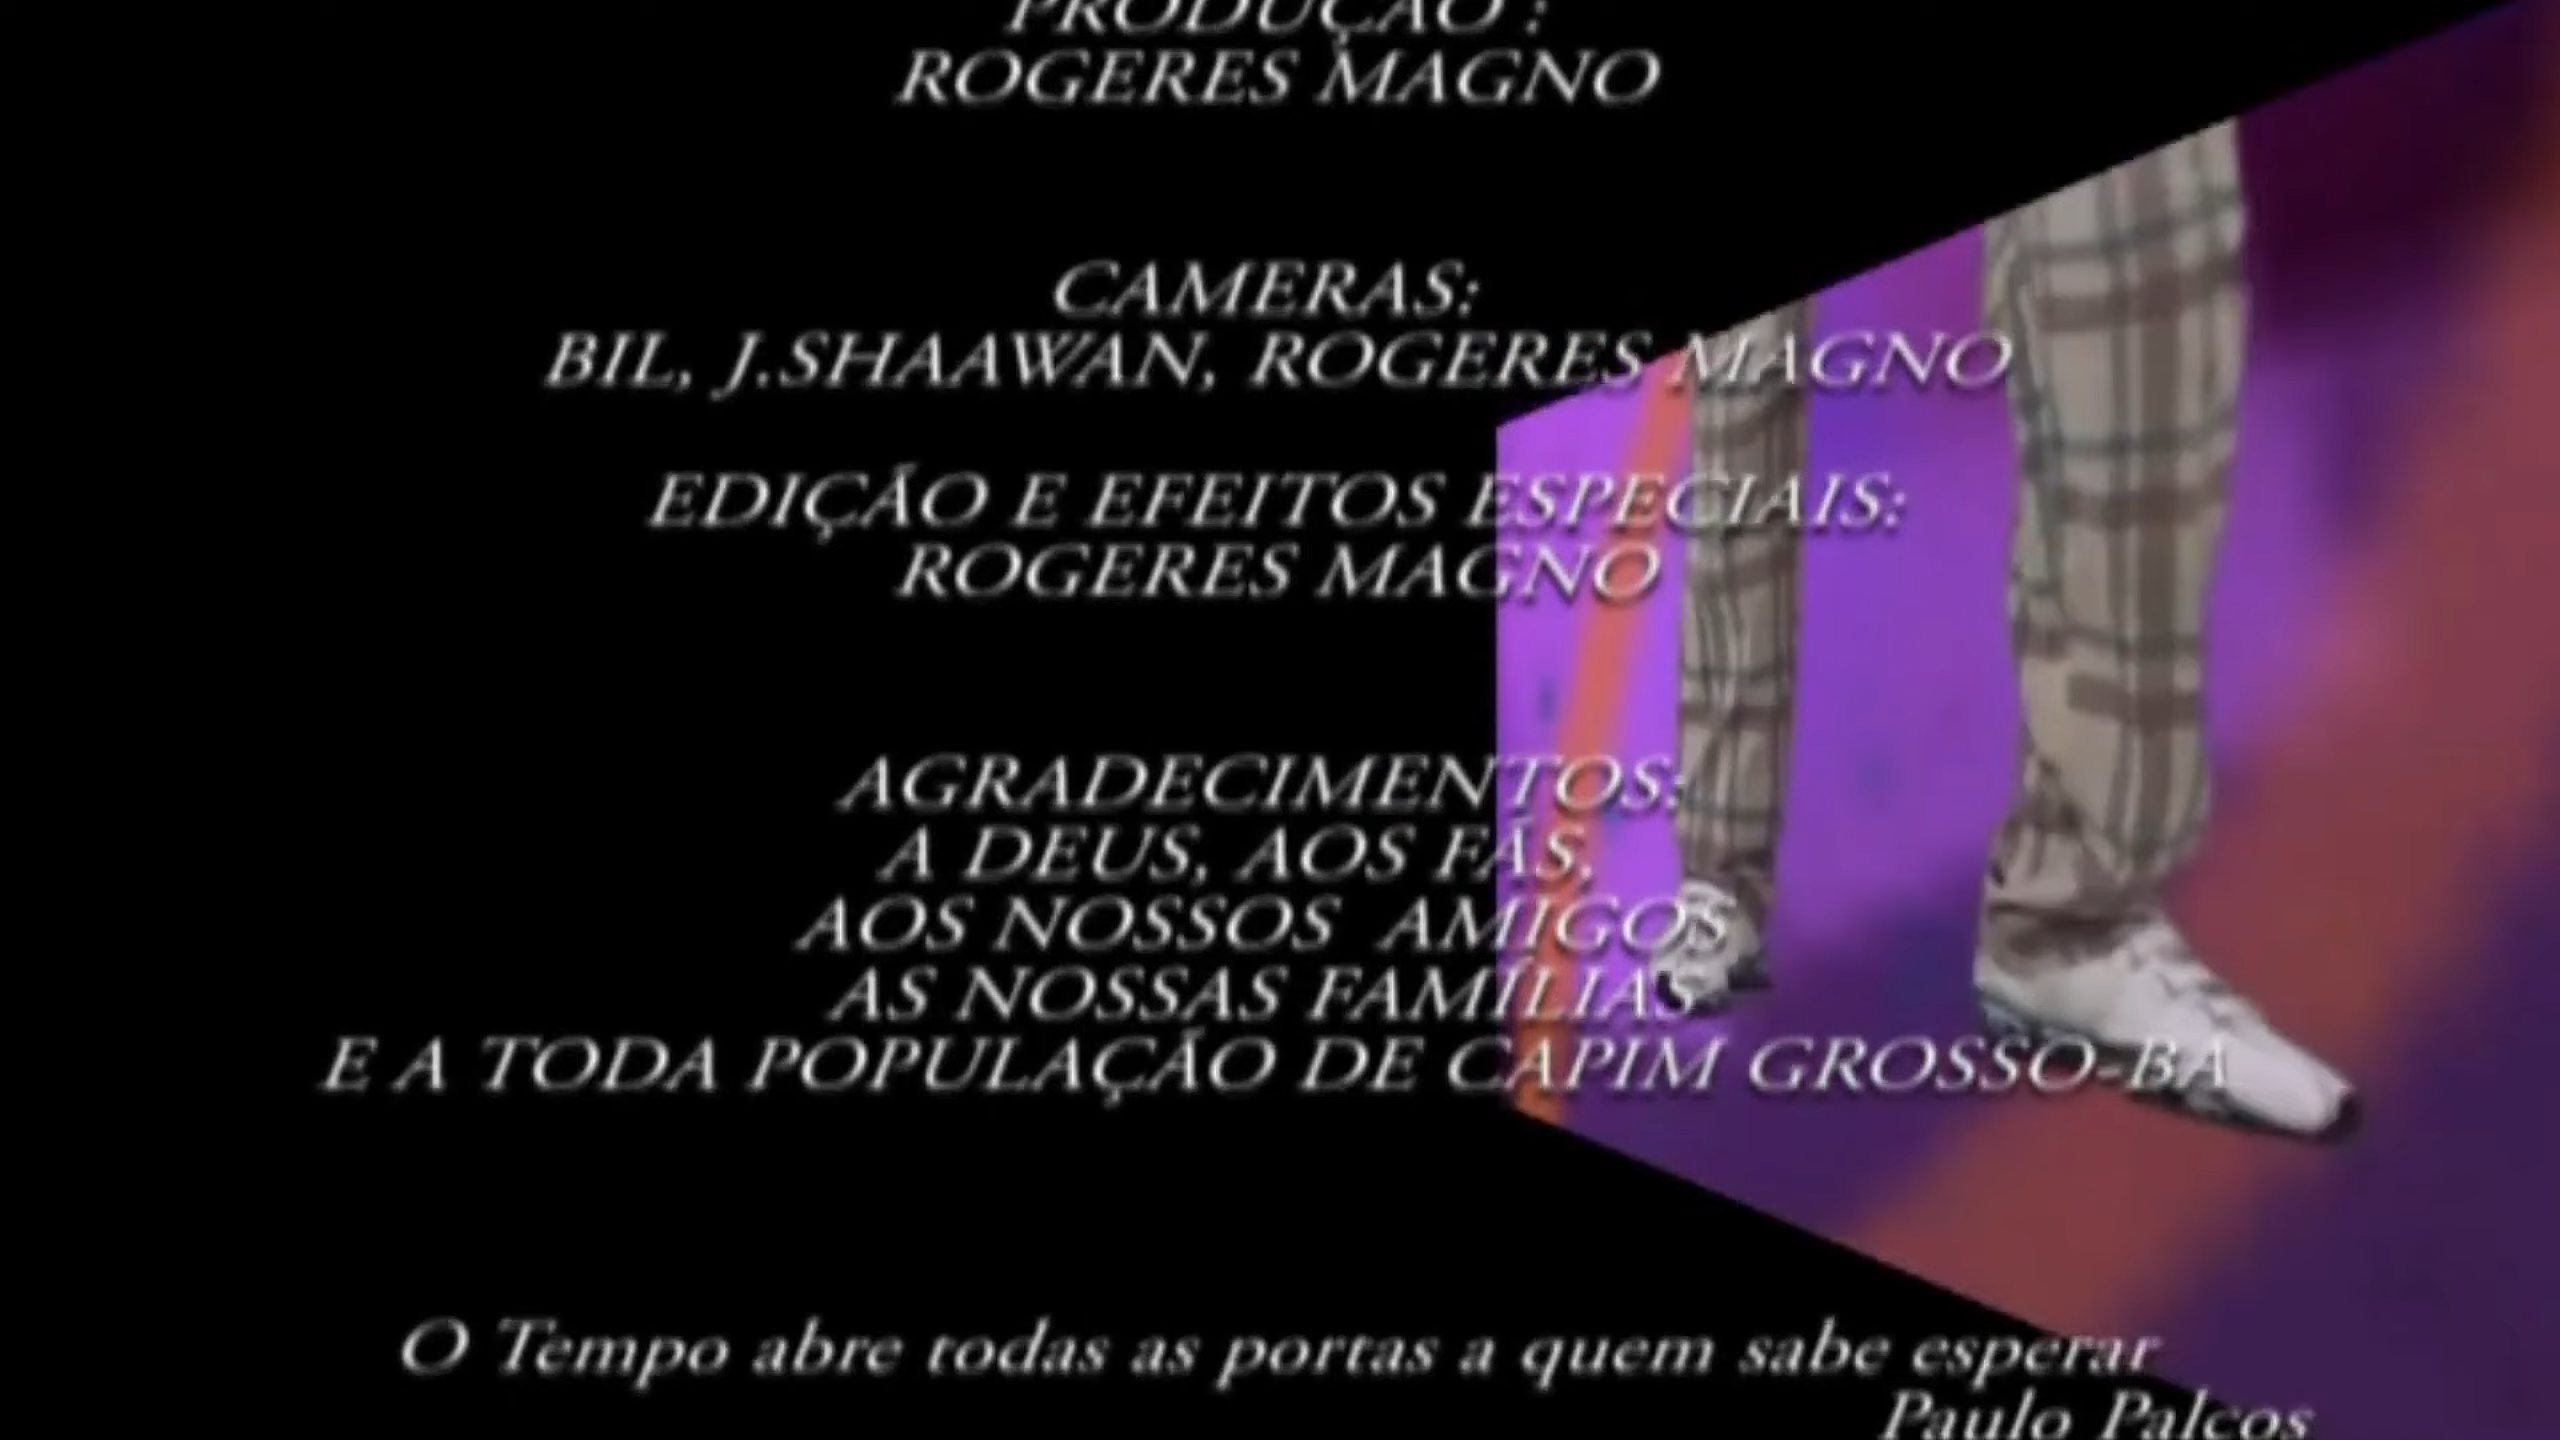 PRODUÇÃO :
ROGERES MAGNO
CAMERAS:
BIL, J.SHAAWAN, ROGERES MAGNO
EDIÇÃO E EFEITOS ESPECIAIS:
ROGERES MAGNO
AGRADECIMENTOS:
A DEUS, AOS FÃS,
AOS NOSSOS AMIGOS
AS NOSSAS FAMÍLIAS
E A TODA POPULAÇÃO DE CAPIM GROSSO-BA
O Tempo abre todas as portas a quem sabe esperar
Paulo Palcos